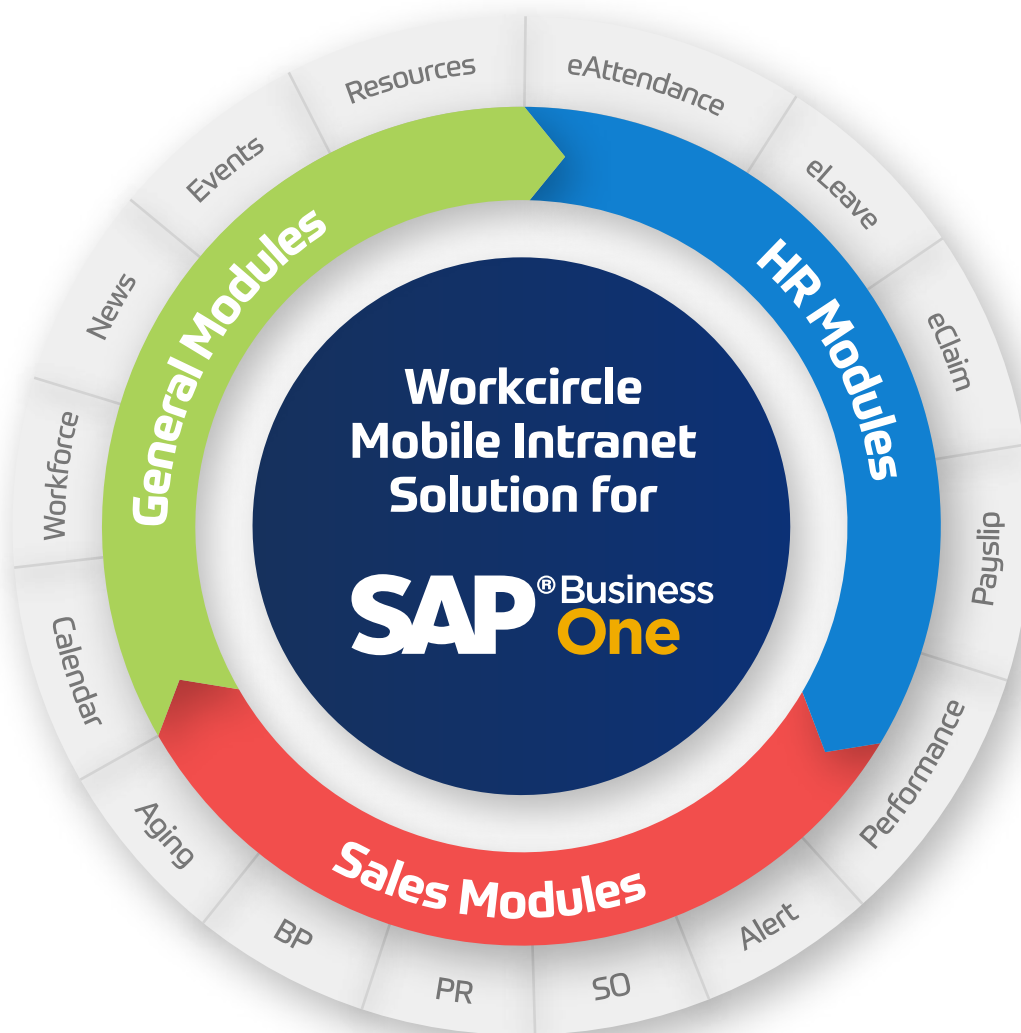 Resources
eAttendance
eLeave
eClaim
Payslip
Performance
Alert
SO
PR
BP
Aging
Calendar
Workforce
News
Events
General Modules
HR Modules
Sales Modules
Workcircle
Mobile Intranet
Solution for
SAP® Business
One